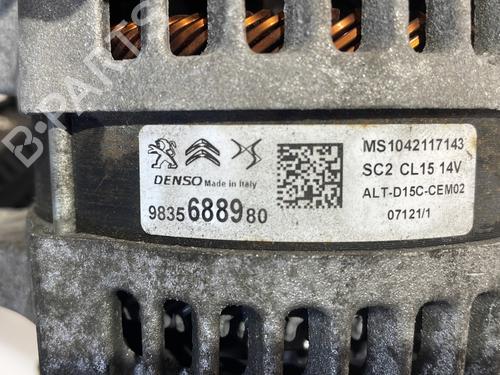 B-PARTS
DENSO Made in Italy
9835688980
MS1042117143
SC2 CL15 14V
ALT-D15C-CEM02
07121/1